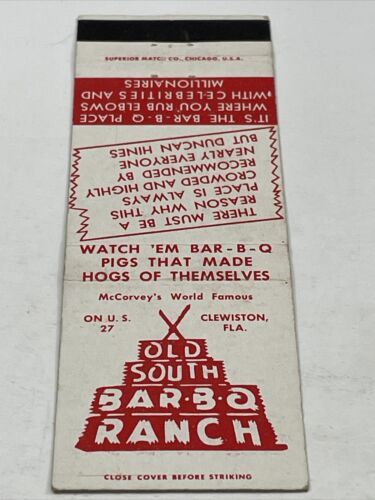 SUPERIOR MATCH CO., CHICAGO, U.S.A.
IT'S THE BAR-B-Q PLACE
WHERE YOU'RUB ELBOWS
WITH CELEBRITIES AND
MILLIONAIRES
THERE MUST BE A
REASON WHY THIS
PLACE IS ALWAYS
CROWDED AND HIGHLY
RECOMMENDED BY
NEARLY EVERYONE
BUT DUNCAN HINES
WATCH 'EM BAR-B-Q
PIGS THAT MADE
HOGS OF THEMSELVES
McCorvey's World Famous
ON U. S.
27
CLEWISTON,
FLA.
OLD
SOUTH
BAR-B-Q
RANCH
CLOSE COVER BEFORE STRIKING